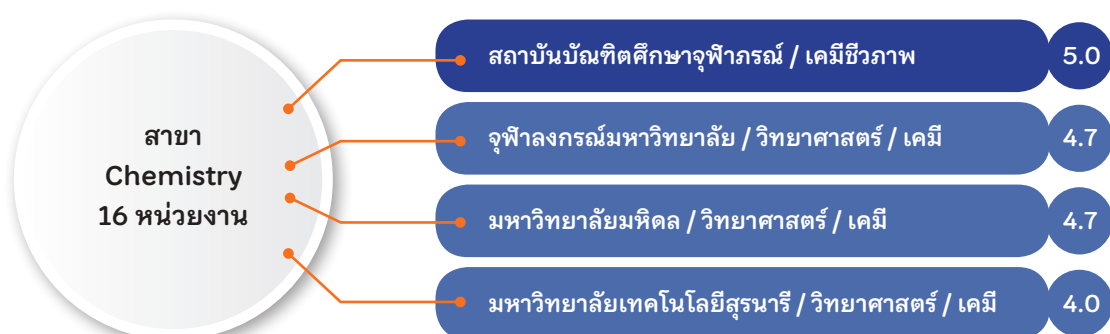 สาขา
Chemistry
16 หน่วยงาน
สถาบันบัณฑิตศึกษาจุฬาภรณ์ / เคมีชีวภาพ 5.0
จุฬาลงกรณ์มหาวิทยาลัย / วิทยาศาสตร์ / เคมี 4.7
มหาวิทยาลัยมหิดล / วิทยาศาสตร์ / เคมี 4.7
มหาวิทยาลัยเทคโนโลยีสุรนารี / วิทยาศาสตร์ / เคมี 4.0